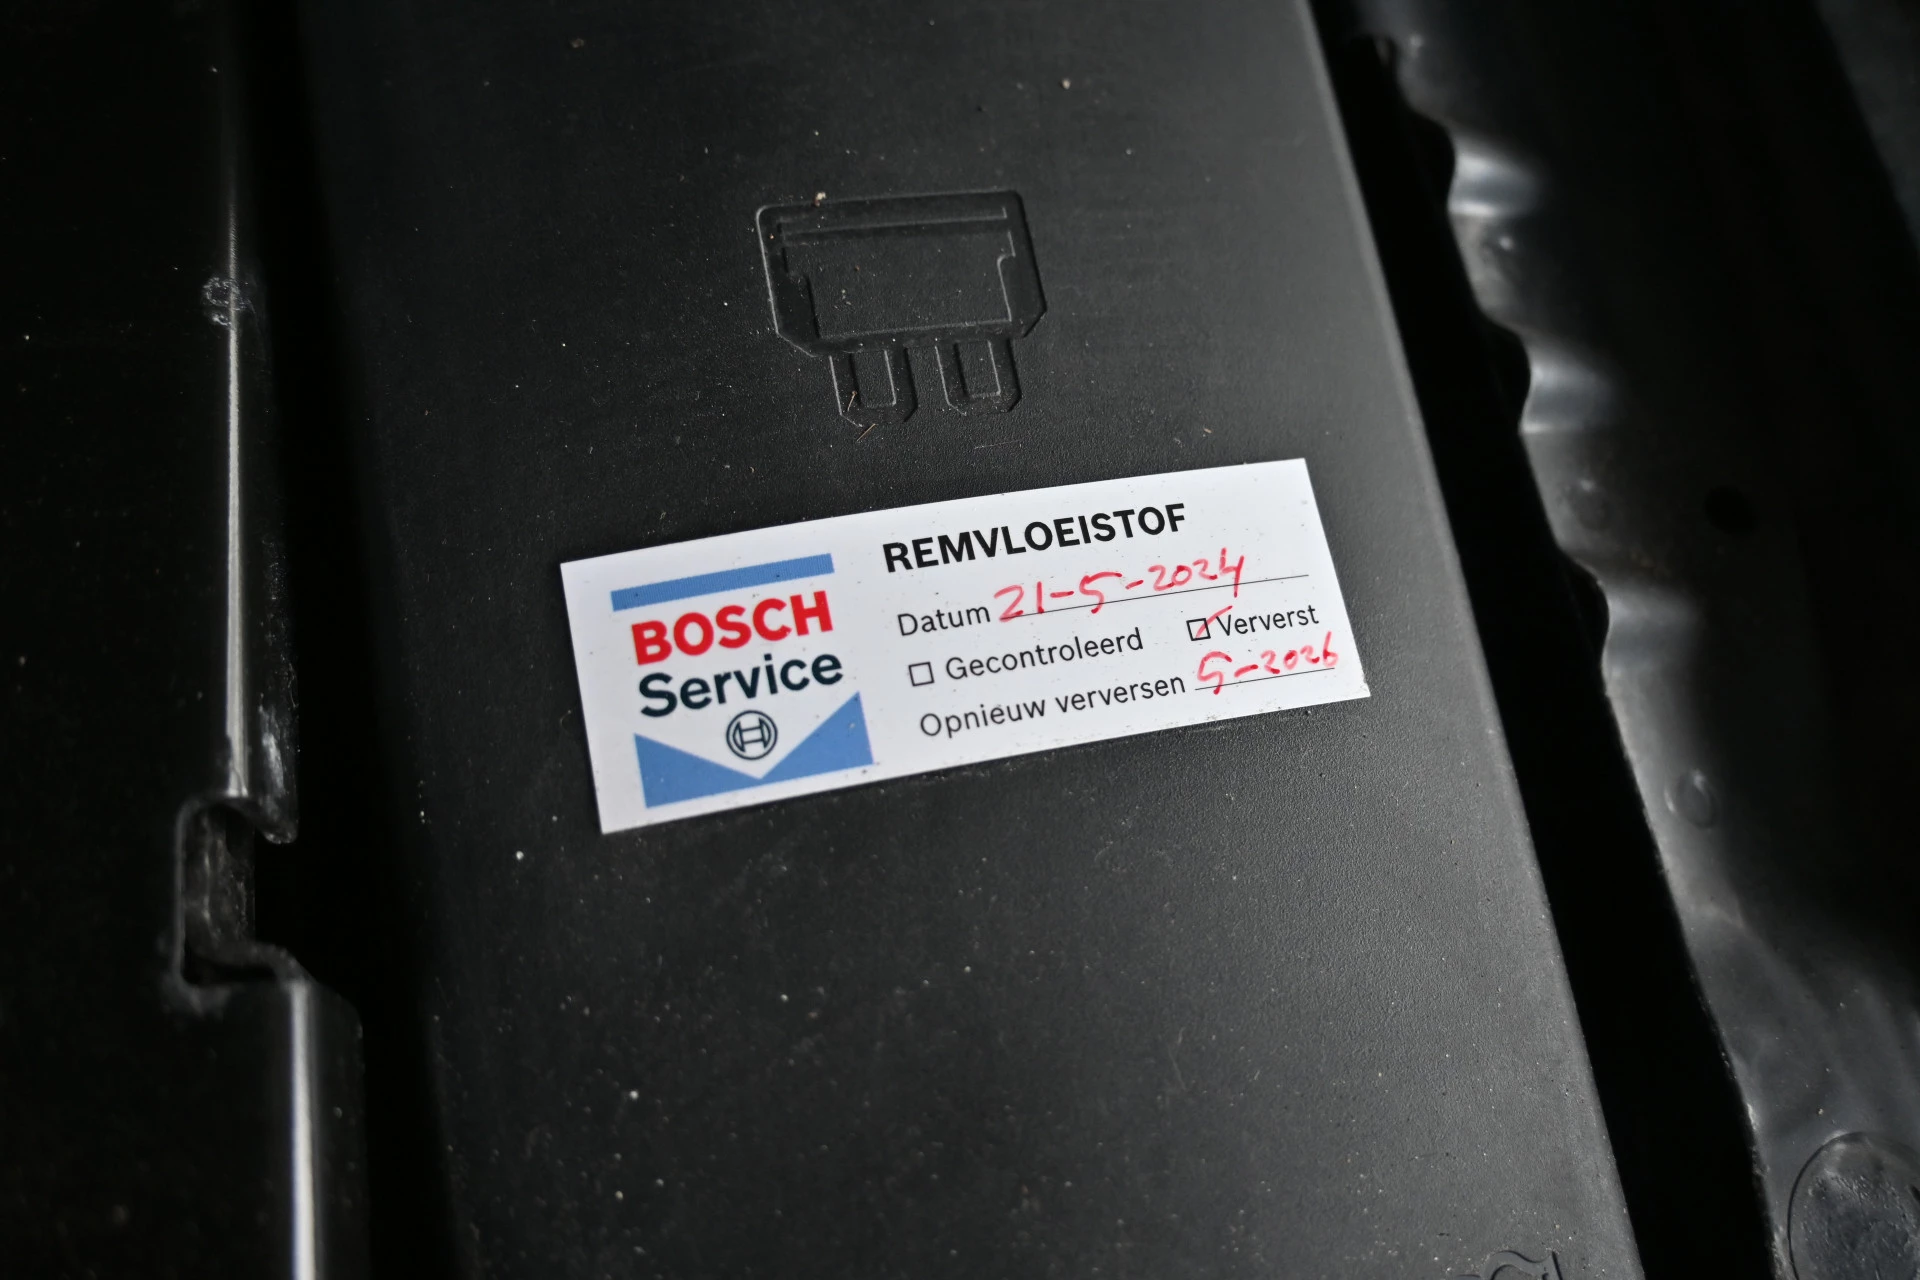 BOSCH
Service
REMVLOEISTOF
Datum 21-5-2024
Gecontroleerd Ververst
Opnieuw verversen 5-2026